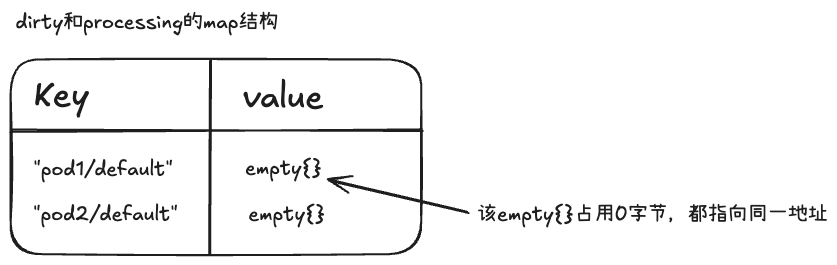 dirty和processing的map结构
Key value
"pod1/default" empty{}
"pod2/default" empty{}
该empty{}占用0字节，都指向同一地址